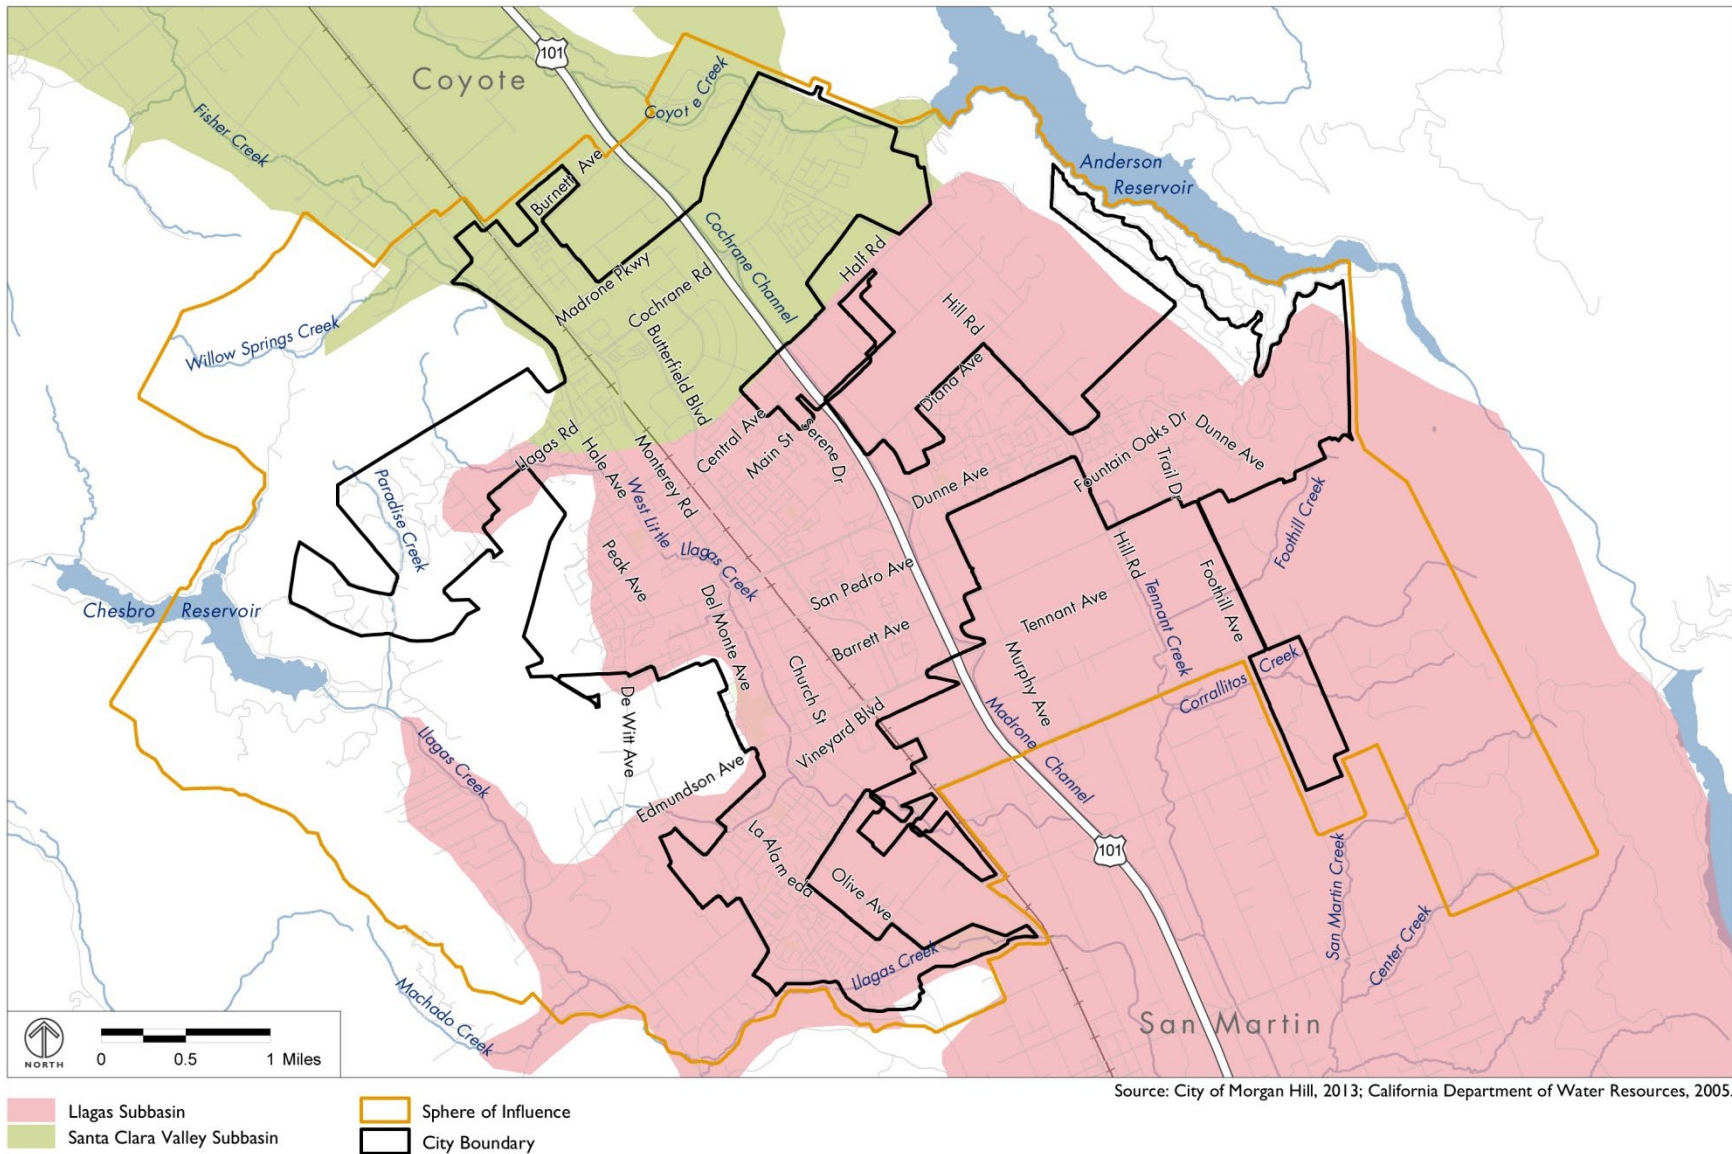 101
Coyote
Coyot e Creek
Fisher Creek
Anderson
Reservoir
Burnett Ave
Cochrane Channel
Half Rd
Madrone Pkwy
Cochrane Rd
Hill Rd
Willow Springs Creek
Butterfield Blvd
Diana Ave
Central Ave
Main St
Serene Dr
Fountain Oaks Dr
Dunne Ave
Trail Dr
Llagas Rd
Hale Ave
Monterey Rd
West Little
Llagas Creek
Paradise Creek
Dunne Ave
Foothill Creek
Peak Ave
San Pedro Ave
Hill Rd
Tennant Creek
Foothill Ave
Chesbro Reservoir
Del Monte Ave
Tennant Ave
Barrett Ave
Church St
Murphy Ave
Corrallitos Creek
De Witt Ave
Vineyard Blvd
Madrone Channel
Llagas Creek
Edmundson Ave
La Alam eda
Olive Ave
101
San Martin Creek
Center Creek
Llagas Creek
Machado Creek
San Martin
NORTH
0 0.5 1 Miles
Source: City of Morgan Hill, 2013; California Department of Water Resources, 2005.
Llagas Subbasin
Santa Clara Valley Subbasin
Sphere of Influence
City Boundary